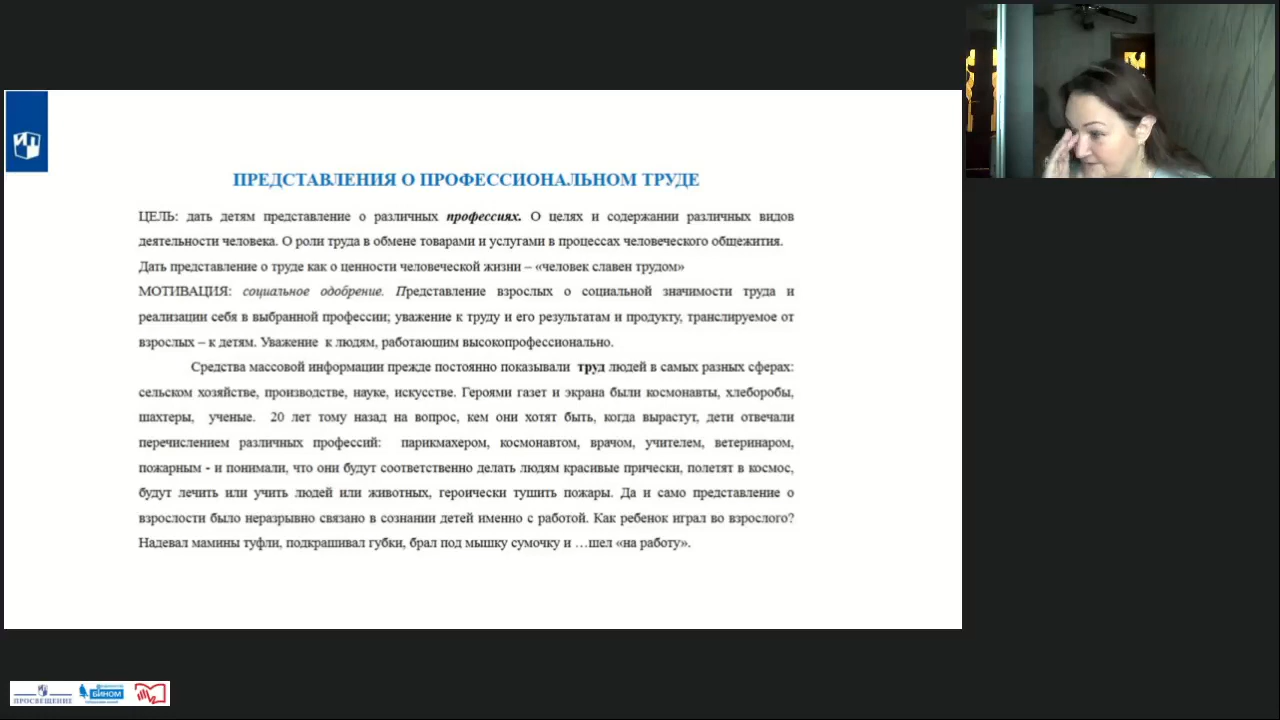 ИП
ПРЕДСТАВЛЕНИЯ О ПРОФЕССИОНАЛЬНОМ ТРУДЕ
ЦЕЛЬ: дать детям представление о различных профессиях. О целях и содержании различных видов
деятельности человека. О роли труда в обмене товарами и услугами в процессах человеческого общежития.
Дать представление о труде как о ценности человеческой жизни – «человек славен трудом»
МОТИВАЦИЯ: социальное одобрение. Представление взрослых о социальной значимости труда и
реализации себя в выбранной профессии; уважение к труду и его результатам и продукту, транслируемое от
взрослых – к детям. Уважение к людям, работающим высокопрофессионально.
Средства массовой информации прежде постоянно показывали труд людей в самых разных сферах:
сельском хозяйстве, производстве, науке, искусстве. Героями газет и экрана были космонавты, хлеборобы,
шахтеры, ученые. 20 лет тому назад на вопрос, кем они хотят быть, когда вырастут, дети отвечали
перечислением различных профессий: парикмахером, космонавтом, врачом, учителем, ветеринаром,
пожарным - и понимали, что они будут соответственно делать людям красивые прически, полетят в космос,
будут лечить или учить людей или животных, героически тушить пожары. Да и само представление о
взрослости было неразрывно связано в сознании детей именно с работой. Как ребенок играл во взрослого?
Надевал мамины туфли, подкрашивал губки, брал под мышку сумочку и …шел «на работу».
ПРОСВЕЩЕНИЕ
БИНОМ